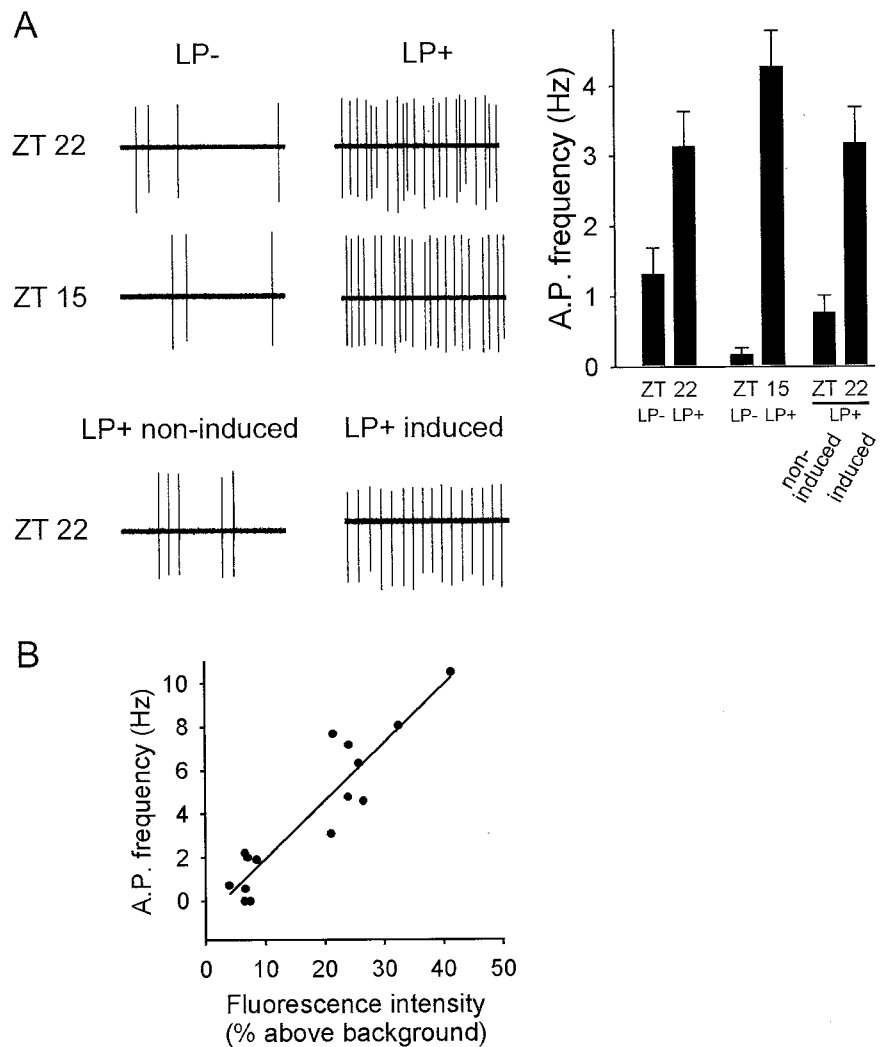 A
LP-
LP+
ZT 22
ZT 15
LP+ non-induced
LP+ induced
ZT 22
A.P. frequency (Hz)
4
3
2
1
0
ZT 22
ZT 15
ZT 22
LP- LP+
LP- LP+
LP+
non-
induced
induced
B
A.P. frequency (Hz)
10
8
6
4
2
0
0 10 20 30 40 50
Fluorescence intensity
(% above background)